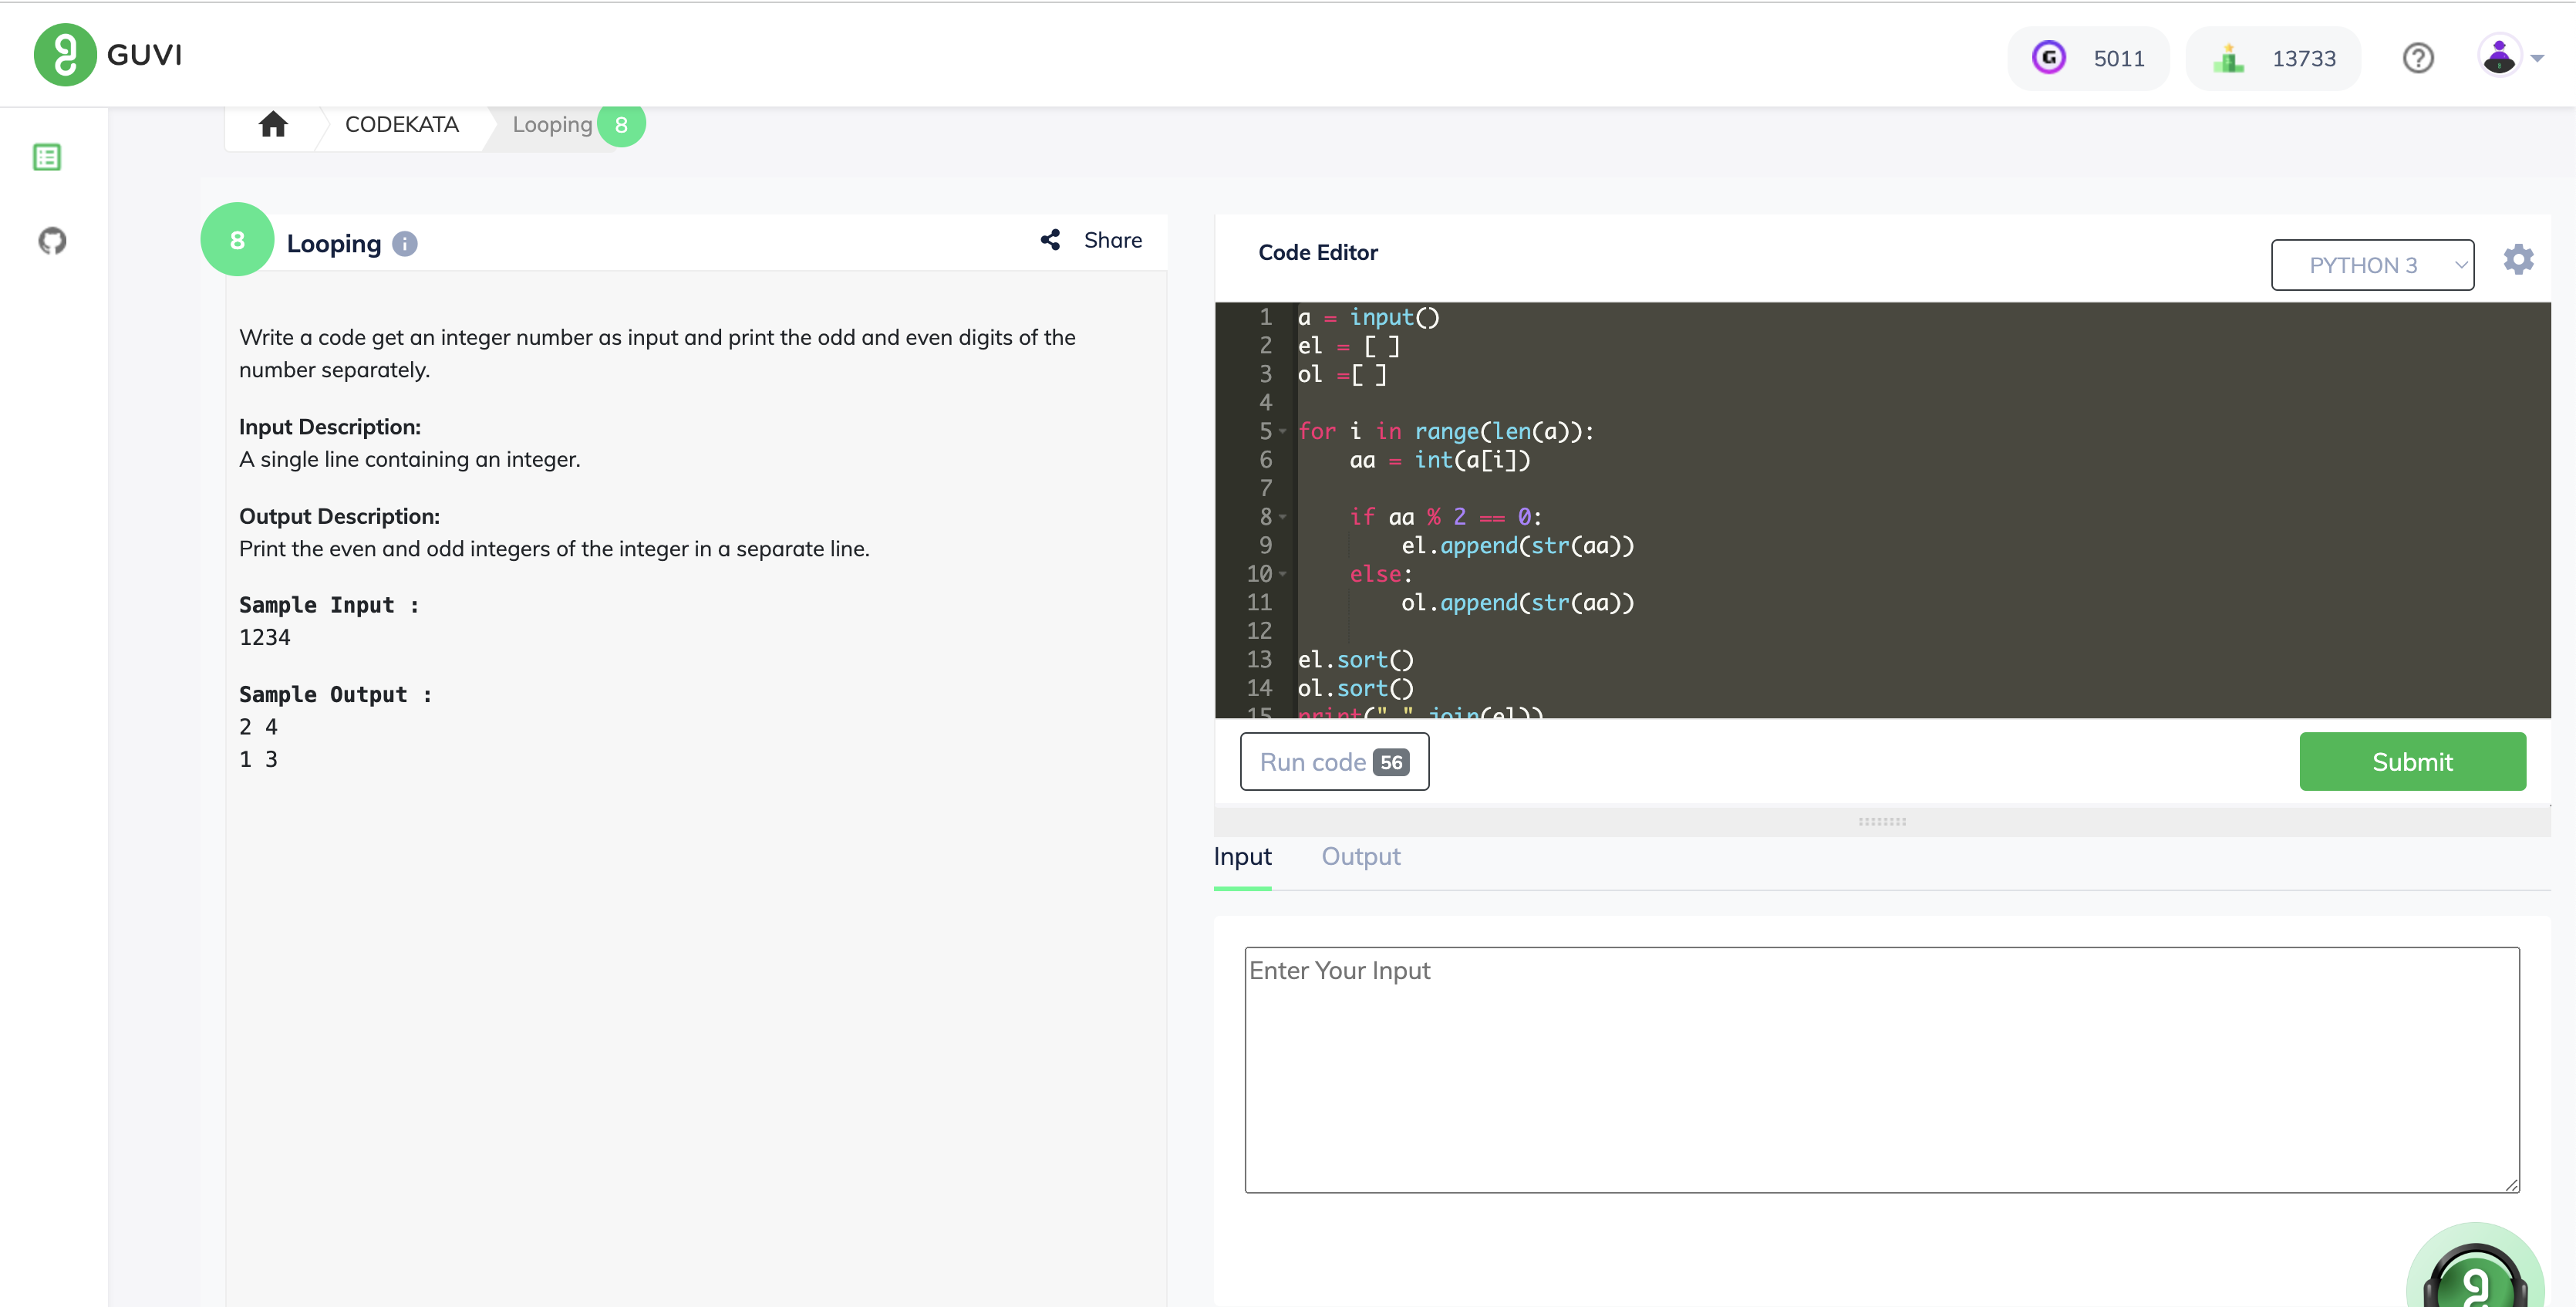 GUVI
5011
13733
CODEKATA
Looping 8
8
Looping
Share
Write a code get an integer number as input and print the odd and even digits of the
number separately.
Input Description:
A single line containing an integer.
Output Description:
Print the even and odd integers of the integer in a separate line.
Sample Input :
1234
Sample Output :
2 4
1 3
Code Editor
PYTHON 3
1 a = input()
2 el = [ ]
3 ol =[ ]
4
5 for i in range(len(a)):
6     aa = int(a[i])
7
8     if aa % 2 == 0:
9         el.append(str(aa))
10     else:
11         ol.append(str(aa))
12
13 el.sort()
14 ol.sort()
15 print(" ".join(el))
Run code 56
Submit
Input
Output
Enter Your Input